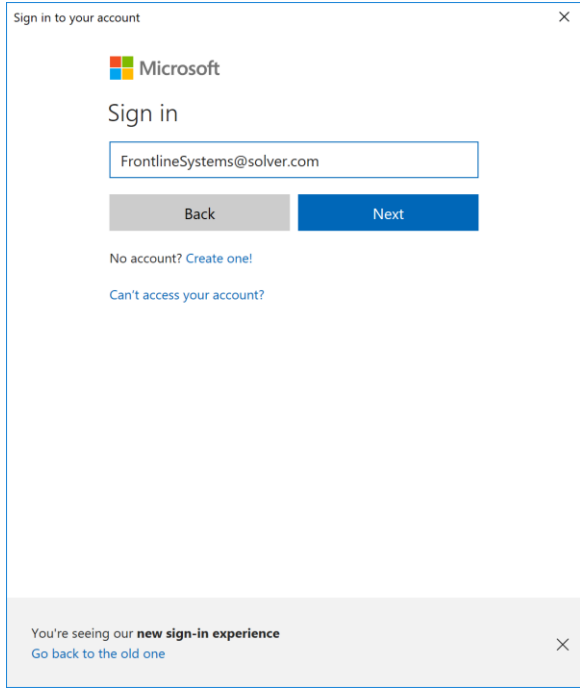 Sign in to your account
Microsoft
Sign in
FrontlineSystems@solver.com
Back Next
No account? Create one!
Can't access your account?
You're seeing our new sign-in experience
Go back to the old one